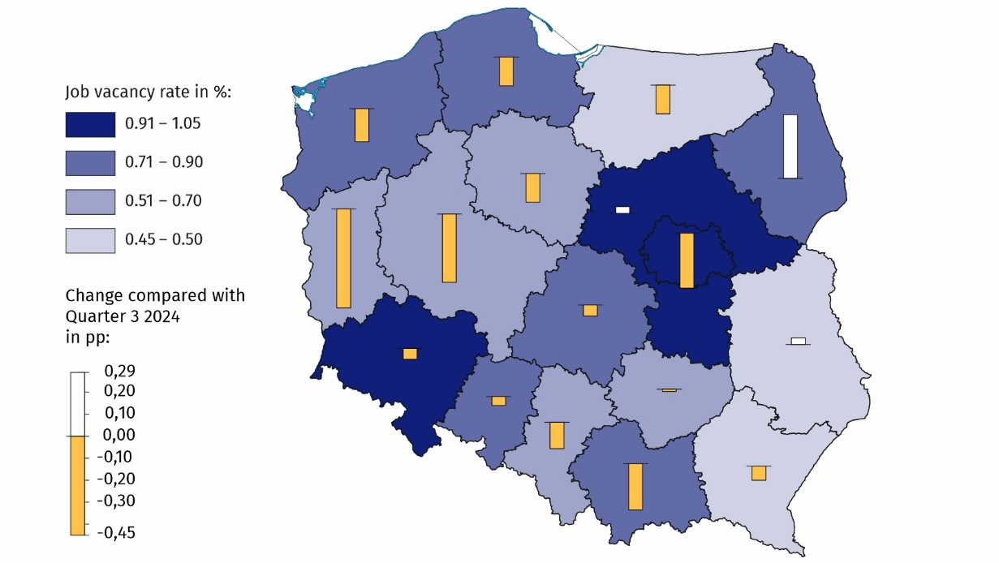 Job vacancy rate in %:
0.91 – 1.05
0.71 – 0.90
0.51 – 0.70
0.45 – 0.50
Change compared with
Quarter 3 2024
in pp:
0,29
0,20
0,10
0,00
-0,10
-0,20
-0,30
-0,45